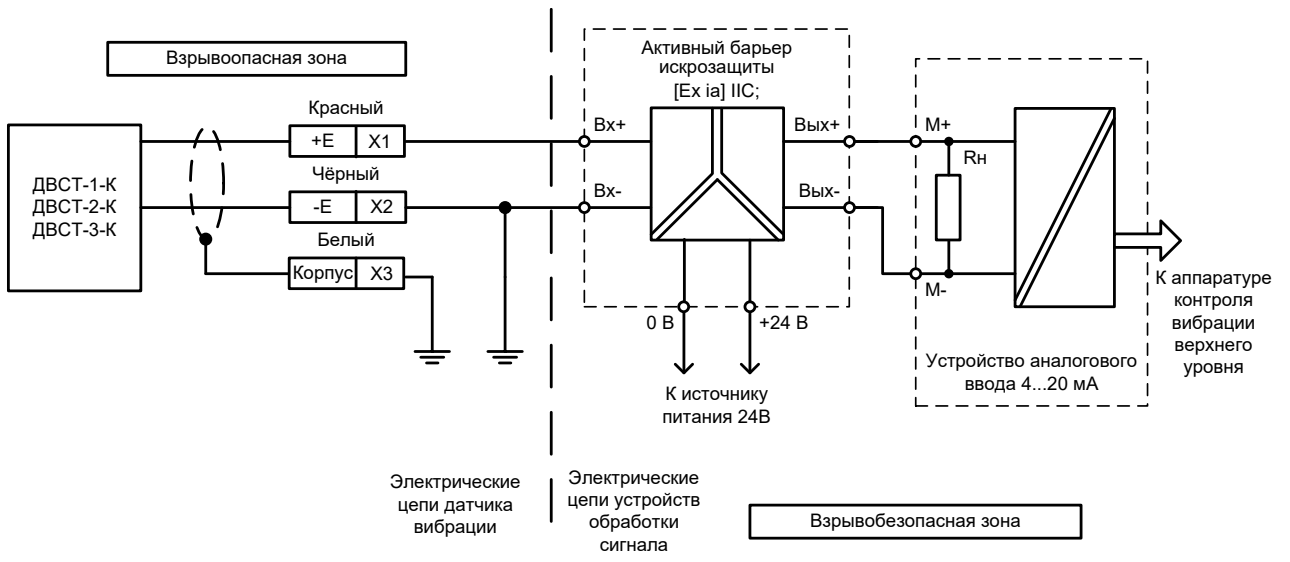 Взрывоопасная зона
Активный барьер
искрозащиты
[Ex ia] IIC;
ДВСТ-1-К
ДВСТ-2-К
ДВСТ-3-К
Красный
+E
X1
Чёрный
-E
X2
Белый
Корпус
X3
Вх+
Вх-
Вых+
Вых-
0 В
+24 В
К источнику
питания 24В
М+
Rн
М-
Устройство аналогового
ввода 4...20 мА
К аппаратуре
контроля
вибрации
верхнего
уровня
Электрические
цепи датчика
вибрации
Электрические
цепи устройств
обработки
сигнала
Взрывобезопасная зона